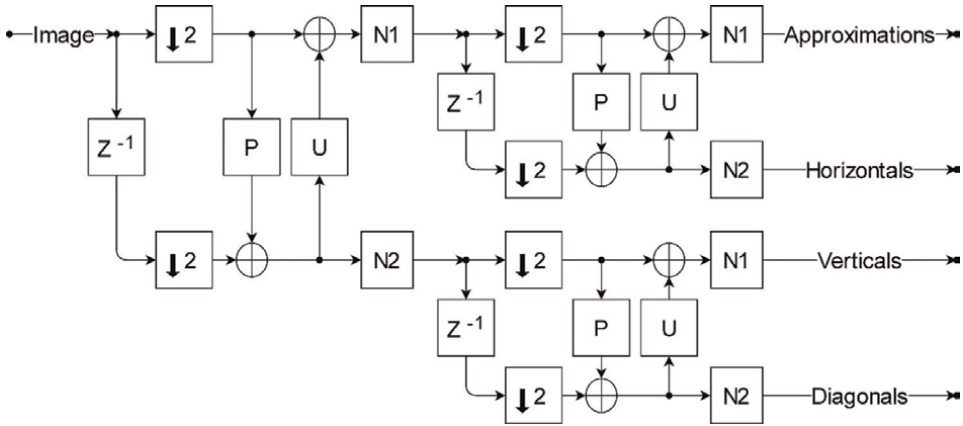 Image ↓2 N1 ↓2 N1 Approximations
Z -1 P U Z -1 P U
↓2 N2 Horizontals
↓2 N2 ↓2 N1 Verticals
Z -1 P U
↓2 N2 Diagonals